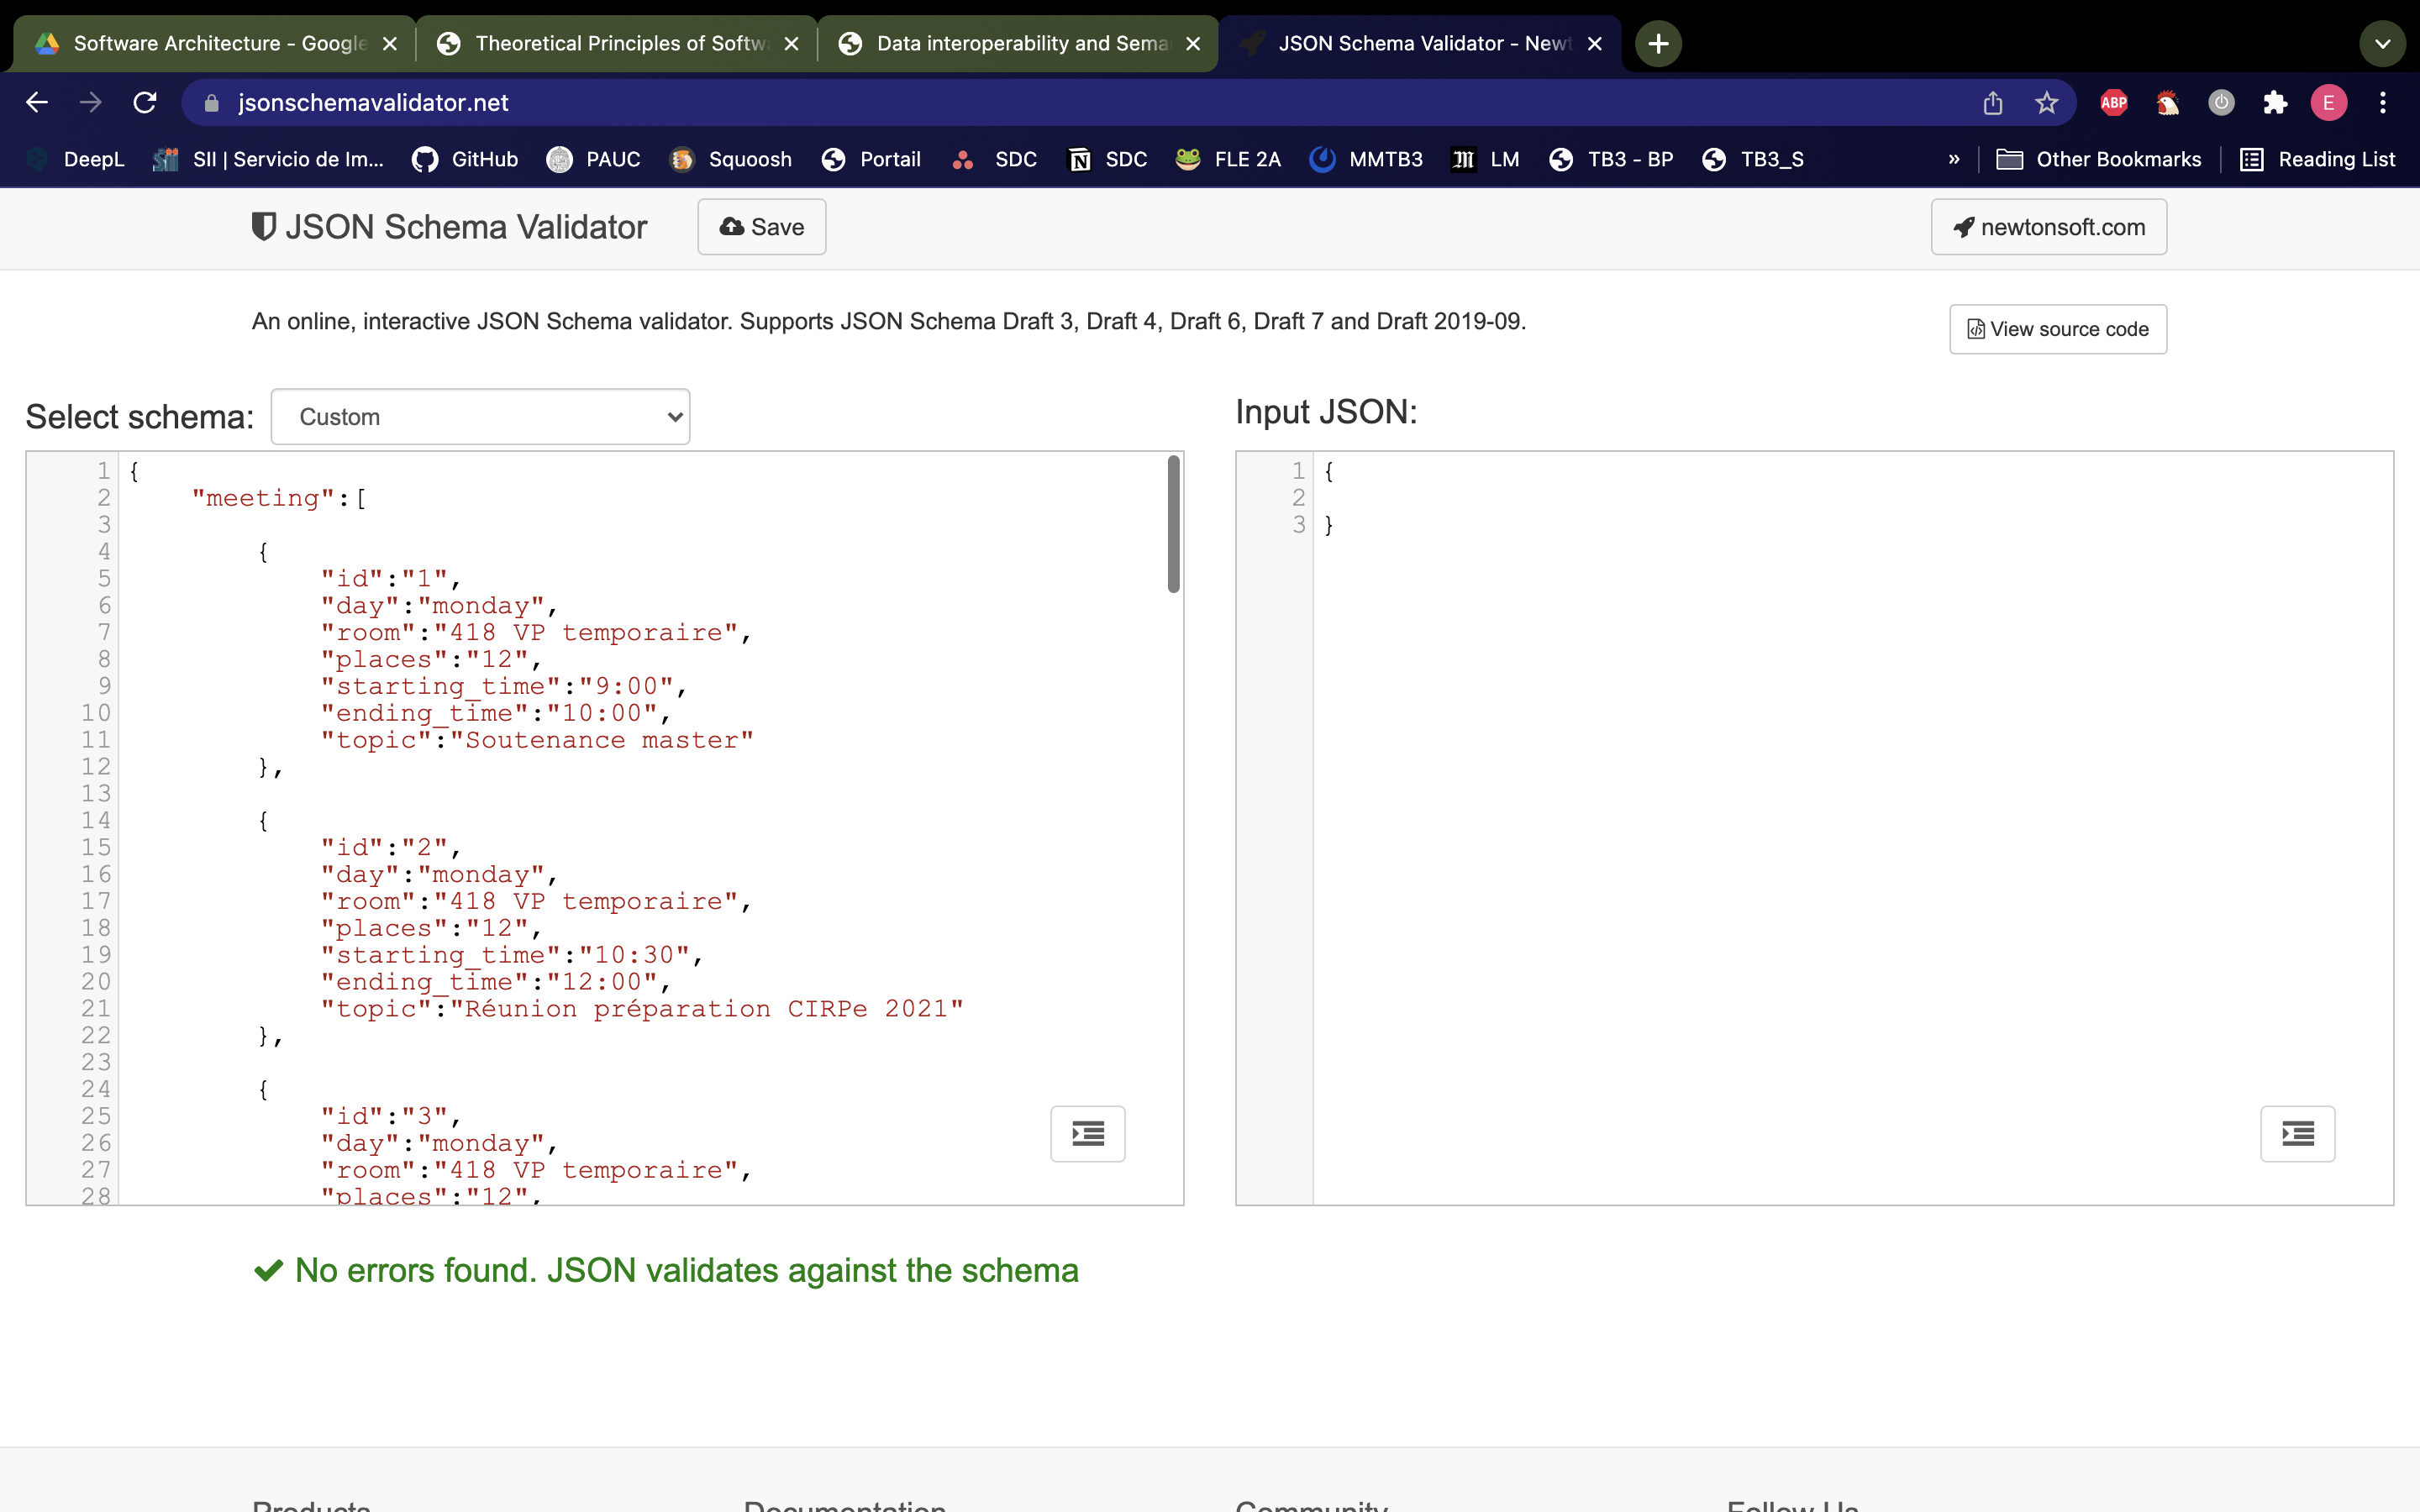 Software Architecture - Google
Theoretical Principles of Softw
Data interoperability and Sema
JSON Schema Validator - Newt
jsonschemavalidator.net
ABP
E
DeepL
SII | Servicio de Im...
GitHub
PAUC
Squoosh
Portail
SDC
SDC
FLE 2A
MMTB3
LM
TB3 - BP
TB3_S
»
Other Bookmarks
Reading List
JSON Schema Validator
Save
newtonsoft.com
An online, interactive JSON Schema validator. Supports JSON Schema Draft 3, Draft 4, Draft 6, Draft 7 and Draft 2019-09.
View source code
Select schema:
Custom
1 {
2 "meeting":[
3
4 {
5 "id":"1",
6 "day":"monday",
7 "room":"418 VP temporaire",
8 "places":"12",
9 "starting_time":"9:00",
10 "ending_time":"10:00",
11 "topic":"Soutenance master"
12 },
13
14 {
15 "id":"2",
16 "day":"monday",
17 "room":"418 VP temporaire",
18 "places":"12",
19 "starting_time":"10:30",
20 "ending_time":"12:00",
21 "topic":"Réunion préparation CIRPe 2021"
22 },
23
24 {
25 "id":"3",
26 "day":"monday",
27 "room":"418 VP temporaire",
28 "places":"12",
Input JSON:
1 {
2
3 }
No errors found. JSON validates against the schema
Products
Documentation
Community
Follow Us